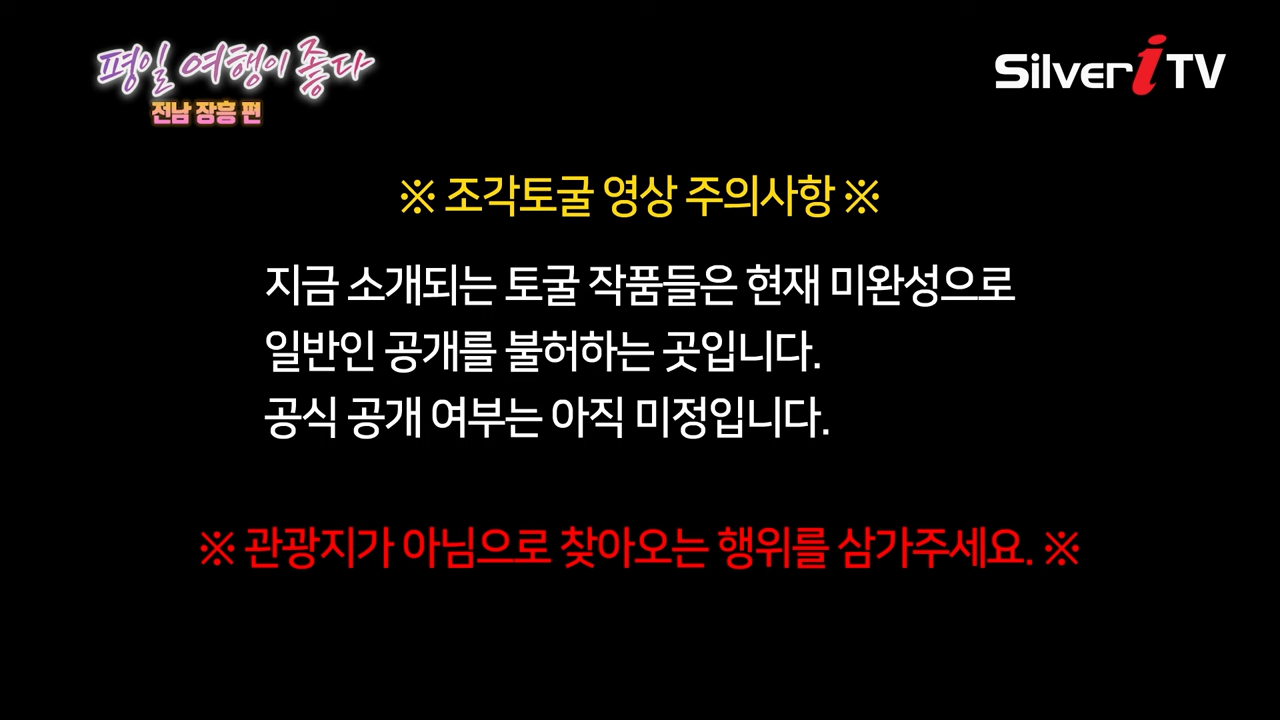 평일 여행이 좋다
전남 장흥 편
Silver i TV
※ 조각토굴 영상 주의사항 ※
지금 소개되는 토굴 작품들은 현재 미완성으로
일반인 공개를 불허하는 곳입니다.
공식 공개 여부는 아직 미정입니다.
※ 관광지가 아님으로 찾아오는 행위를 삼가주세요. ※